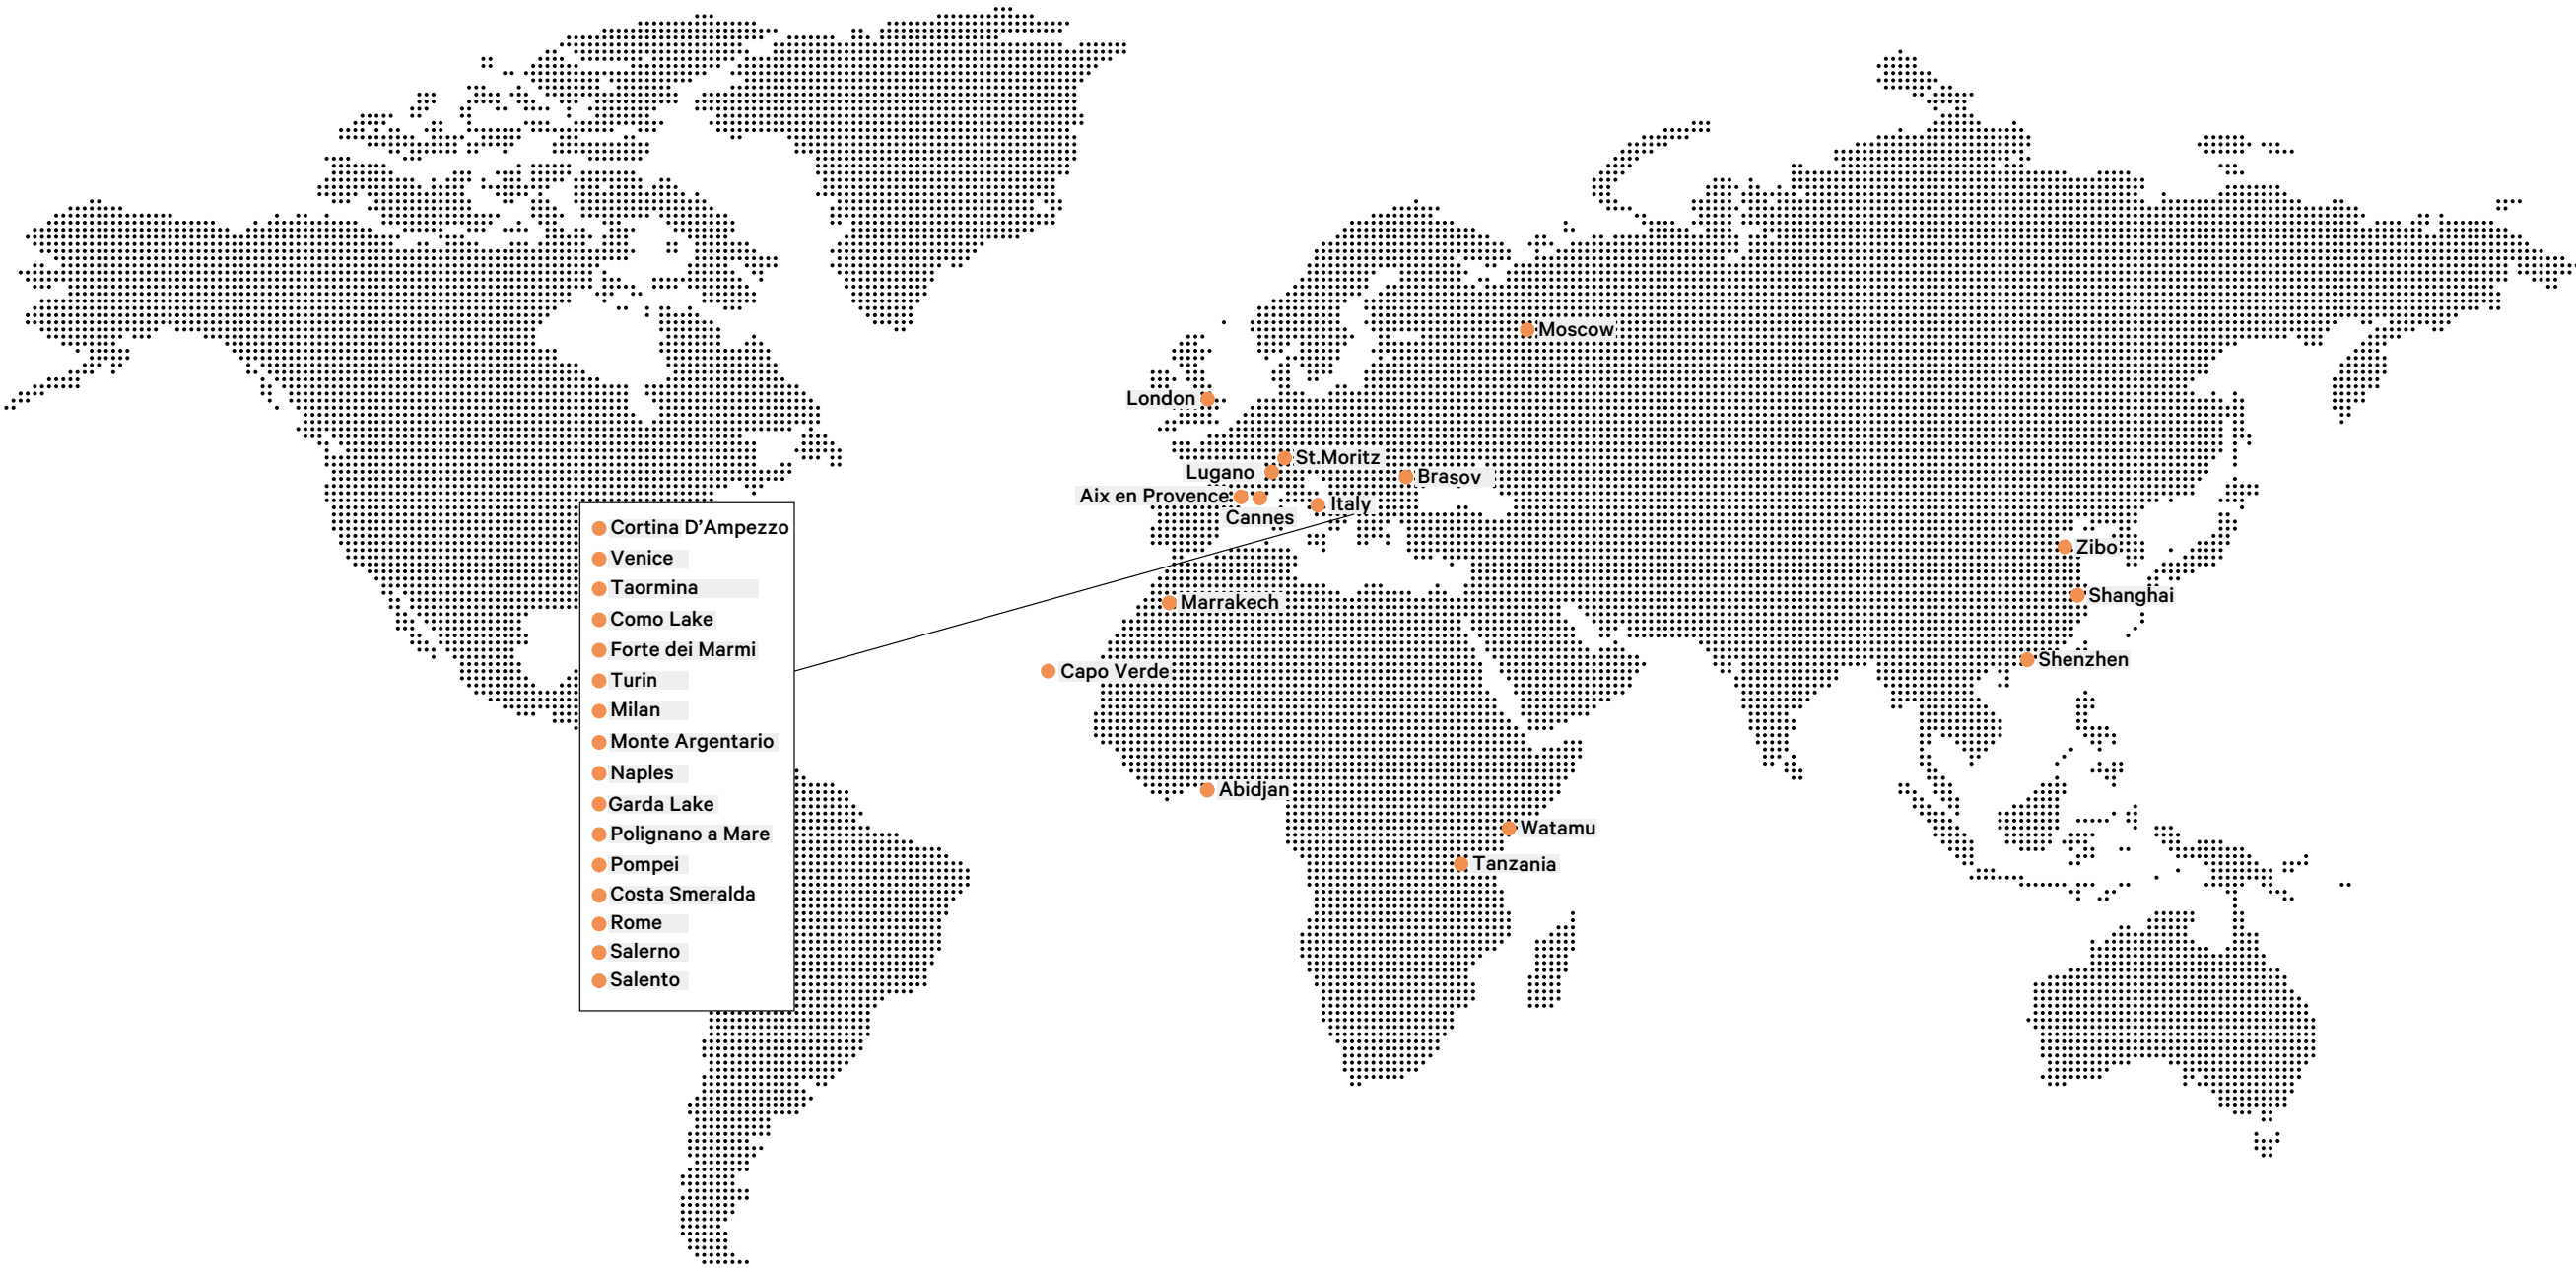 Moscow
London
St.Moritz
Lugano
Brasov
Aix en Provence
Italy
Cannes
Cortina D’Ampezzo
Venice
Taormina
Como Lake
Forte dei Marmi
Turin
Milan
Monte Argentario
Naples
Garda Lake
Polignano a Mare
Pompei
Costa Smeralda
Rome
Salerno
Salento
Zibo
Shanghai
Marrakech
Shenzhen
Capo Verde
Abidjan
Watamu
Tanzania